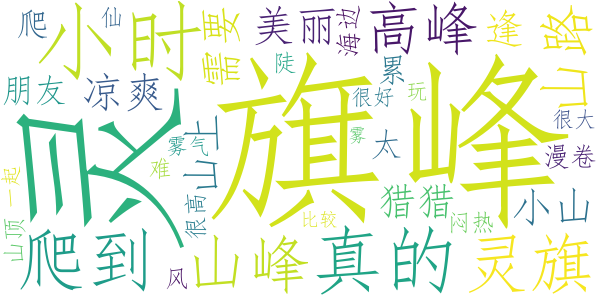 爬
仙
小时
需要
美丽
海边
高峰
逢
山路
朋友
凉爽
陡
累
很好
玩
很大
灵
旗峰
山上
雾气
雾
太
漫卷
难
一起
山顶
很高
猎猎
小山
闷热
比较
爬到
山峰
风
真的
灵旗